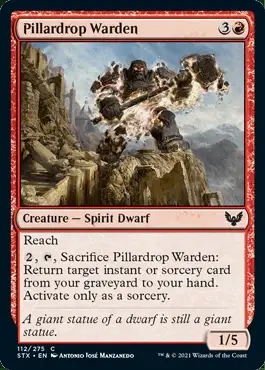 Pillardrop Warden 3
Creature — Spirit Dwarf
Reach
2, , Sacrifice Pillardrop Warden:
Return target instant or sorcery card
from your graveyard to your hand.
Activate only as a sorcery.
A giant statue of a dwarf is still a giant
statue.
1/5
112/275 C
STX • EN Antonio José Manzanedo
™ & © 2021 Wizards of the Coast